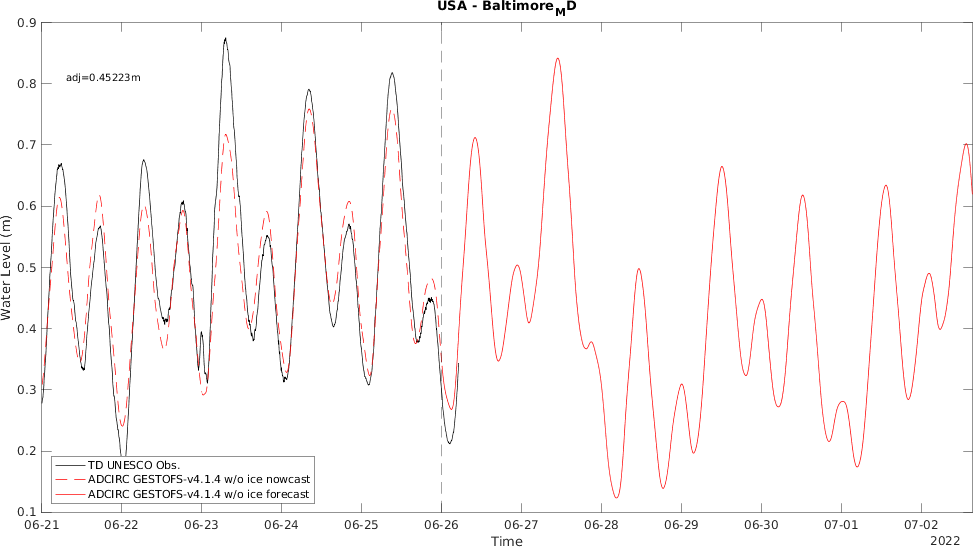 USA - Baltimore_MD
0.9
0.8
0.7
0.6
0.5
0.4
0.3
0.2
0.1
Water Level (m)
adj=0.45223m
TD UNESCO Obs.
ADCIRC GESTOFS-v4.1.4 w/o ice nowcast
ADCIRC GESTOFS-v4.1.4 w/o ice forecast
06-21 06-22 06-23 06-24 06-25 06-26 06-27 06-28 06-29 06-30 07-01 07-02
Time
2022